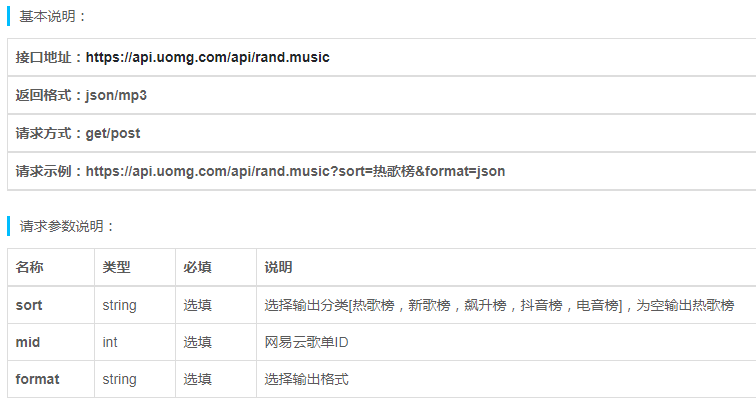 基本说明：
接口地址：https://api.uomg.com/api/rand.music
返回格式：json/mp3
请求方式：get/post
请求示例：https://api.uomg.com/api/rand.music?sort=热歌榜&format=json
请求参数说明：
名称 类型 必填 说明
sort string 选填 选择输出分类[热歌榜，新歌榜，飙升榜，抖音榜，电音榜]，为空输出热歌榜
mid int 选填 网易云歌单ID
format string 选填 选择输出格式